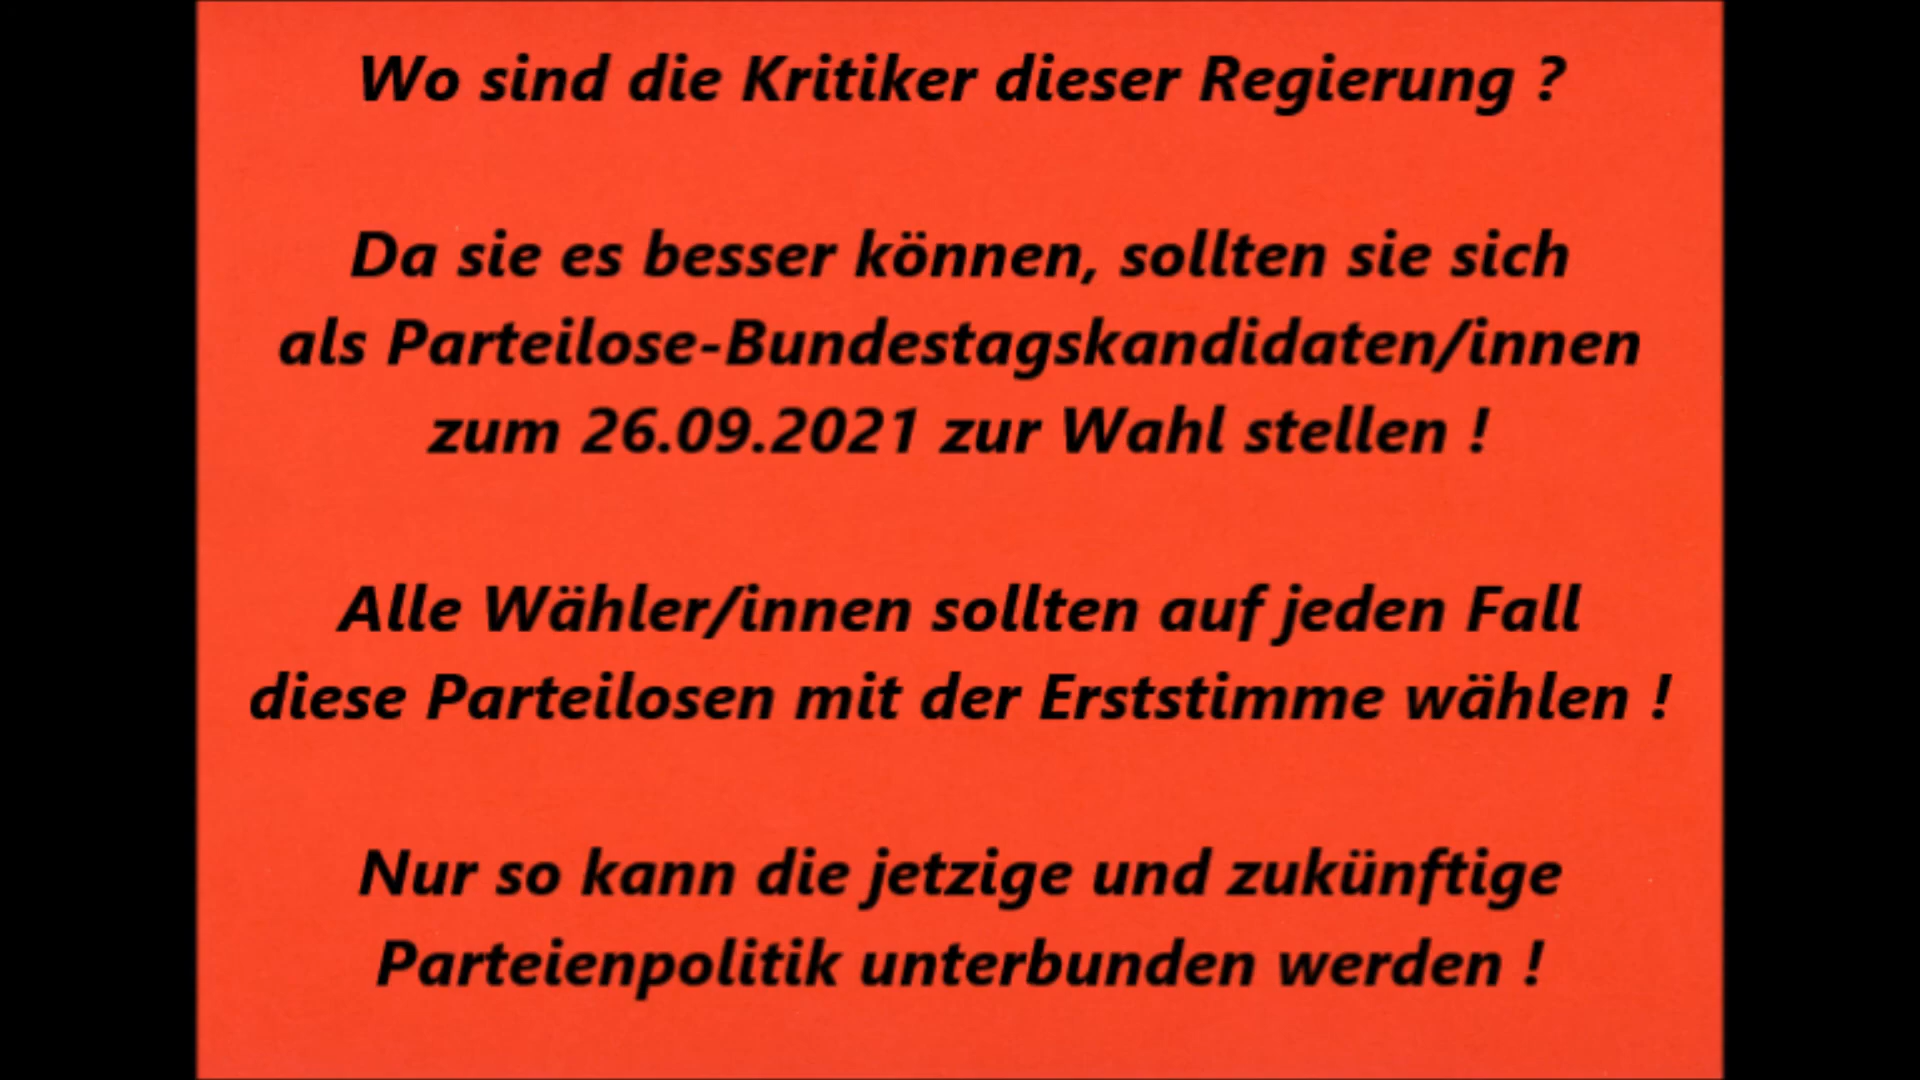 Wo sind die Kritiker dieser Regierung ?
Da sie es besser können, sollten sie sich
als Parteilose-Bundestagskandidaten/innen
zum 26.09.2021 zur Wahl stellen !
Alle Wähler/innen sollten auf jeden Fall
diese Parteilosen mit der Erststimme wählen !
Nur so kann die jetzige und zukünftige
Parteienpolitik unterbunden werden !